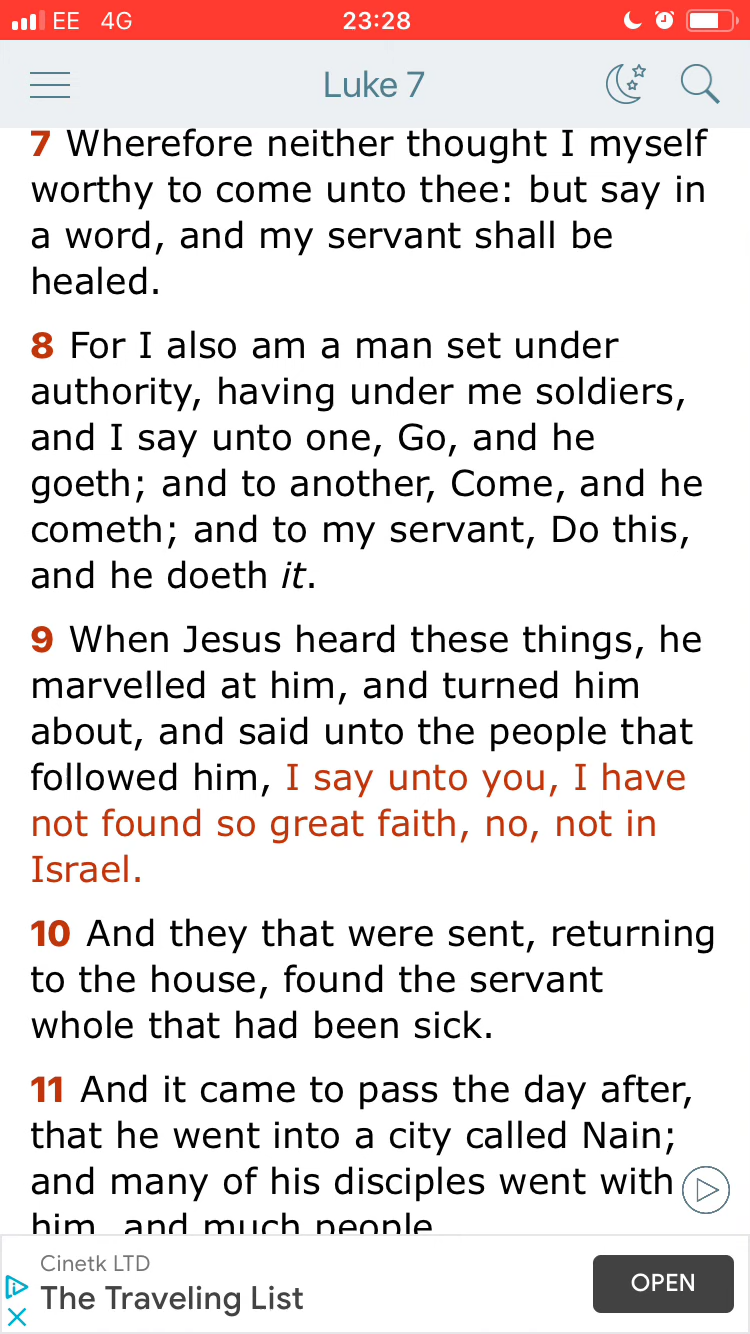 EE 4G 23:28
Luke 7
7 Wherefore neither thought I myself
worthy to come unto thee: but say in
a word, and my servant shall be
healed.
8 For I also am a man set under
authority, having under me soldiers,
and I say unto one, Go, and he
goeth; and to another, Come, and he
cometh; and to my servant, Do this,
and he doeth it.
9 When Jesus heard these things, he
marvelled at him, and turned him
about, and said unto the people that
followed him, I say unto you, I have
not found so great faith, no, not in
Israel.
10 And they that were sent, returning
to the house, found the servant
whole that had been sick.
11 And it came to pass the day after,
that he went into a city called Nain;
and many of his disciples went with
him, and much people
Cinetk LTD
The Traveling List
OPEN